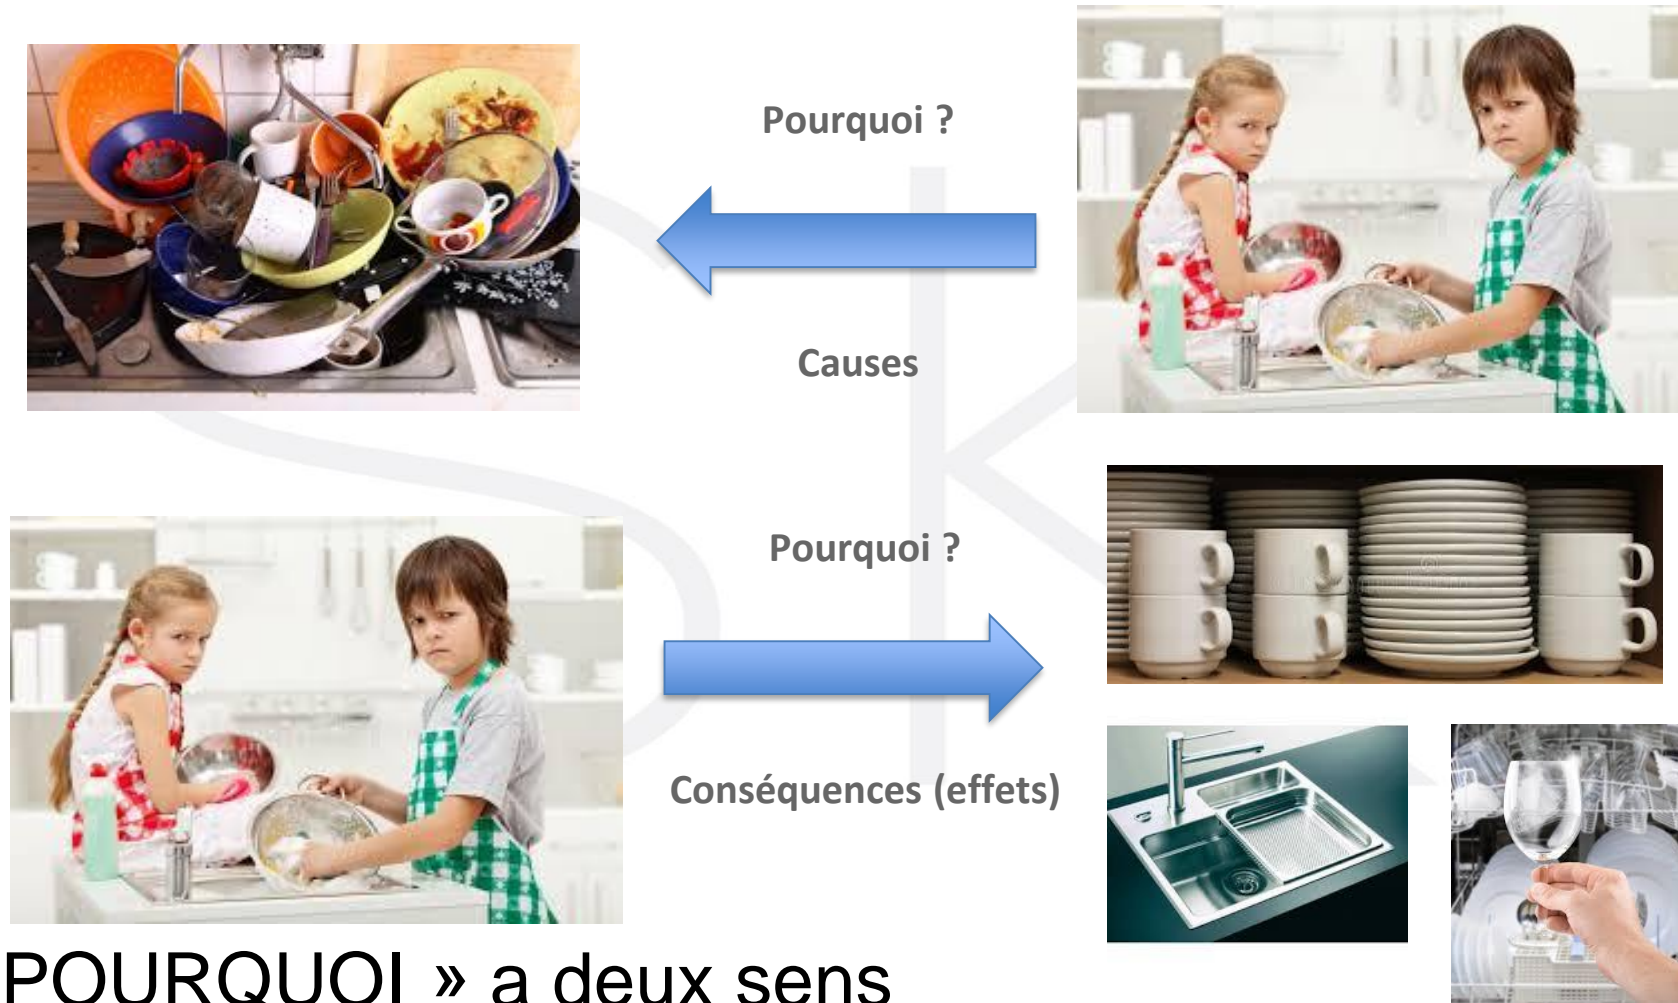 Pourquoi ?
Causes
Pourquoi ?
Conséquences (effets)
POURQUOI » a deux sens